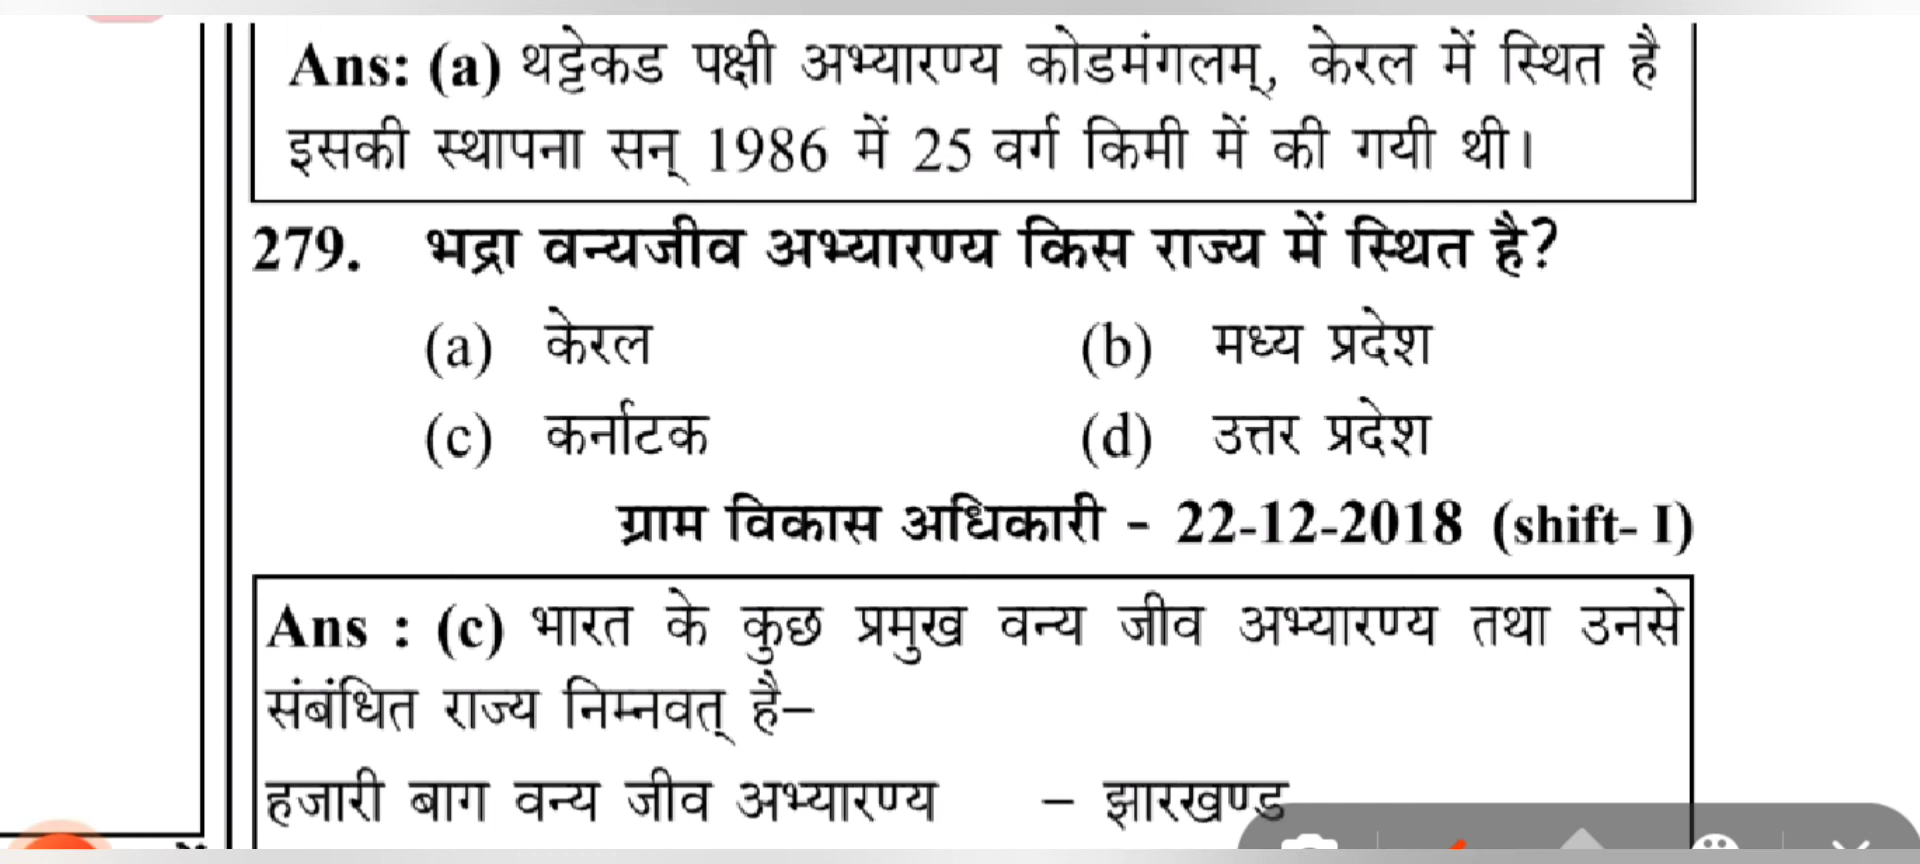 Ans: (a) थट्टेकड पक्षी अभ्यारण्य कोडमंगलम्, केरल में स्थित है
इसकी स्थापना सन् 1986 में 25 वर्ग किमी में की गयी थी।
279. भद्रा वन्यजीव अभ्यारण्य किस राज्य में स्थित है?
(a) केरल (b) मध्य प्रदेश
(c) कर्नाटक (d) उत्तर प्रदेश
ग्राम विकास अधिकारी - 22-12-2018 (shift- I)
Ans : (c) भारत के कुछ प्रमुख वन्य जीव अभ्यारण्य तथा उनसे
संबंधित राज्य निम्नवत् हैं–
हजारी बाग वन्य जीव अभ्यारण्य – झारखण्ड